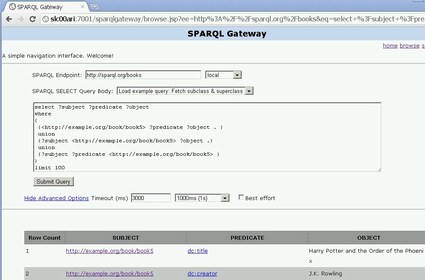 SPARQL Gateway
slc00ari:7001/sparqlgateway/browse.jsp?ee=http%3A%2F%2Fsparql.org%2Fbooks&eq=select+%3Fsubject+%3Fpre
SPARQL Gateway
home browse s
A simple navigation interface. Welcome!
SPARQL Endpoint: http://sparql.org/books local
SPARQL SELECT Query Body: Load example query: Fetch subclass & superclass
select ?subject ?predicate ?object
Where
{
{<http://example.org/book/book5> ?predicate ?object . }
union
{?subject <http://example.org/book/book5> ?object .}
union
{?subject ?predicate <http://example.org/book/book5> }
}
limit 100
Submit Query
Hide Advanced Options Timeout (ms) 3000 1000ms (1s) Best effort
Row Count SUBJECT PREDICATE OBJECT
1 http://example.org/book/book5 dc:title Harry Potter and the Order of the Phoeni
x
2 http://example.org/book/book5 dc:creator J.K. Rowling